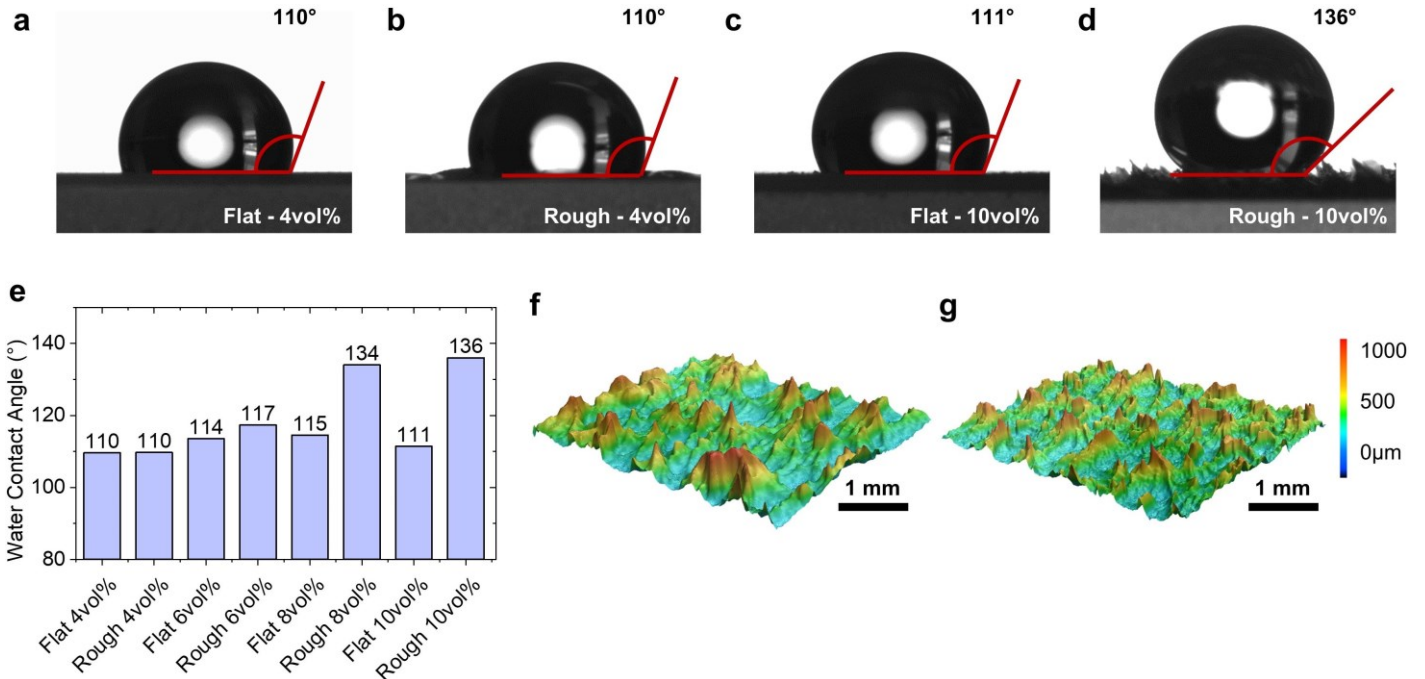 a
110°
b
110°
c
111°
d
136°
Flat - 4vol%
Rough - 4vol%
Flat - 10vol%
Rough - 10vol%
e
Water Contact Angle (°)
140
120
100
80
110
110
114
117
115
134
111
136
Flat 4vol%
Rough 4vol%
Flat 6vol%
Rough 6vol%
Flat 8vol%
Rough 8vol%
Flat 10vol%
Rough 10vol%
f
1 mm
g
1 mm
1000
500
0µm